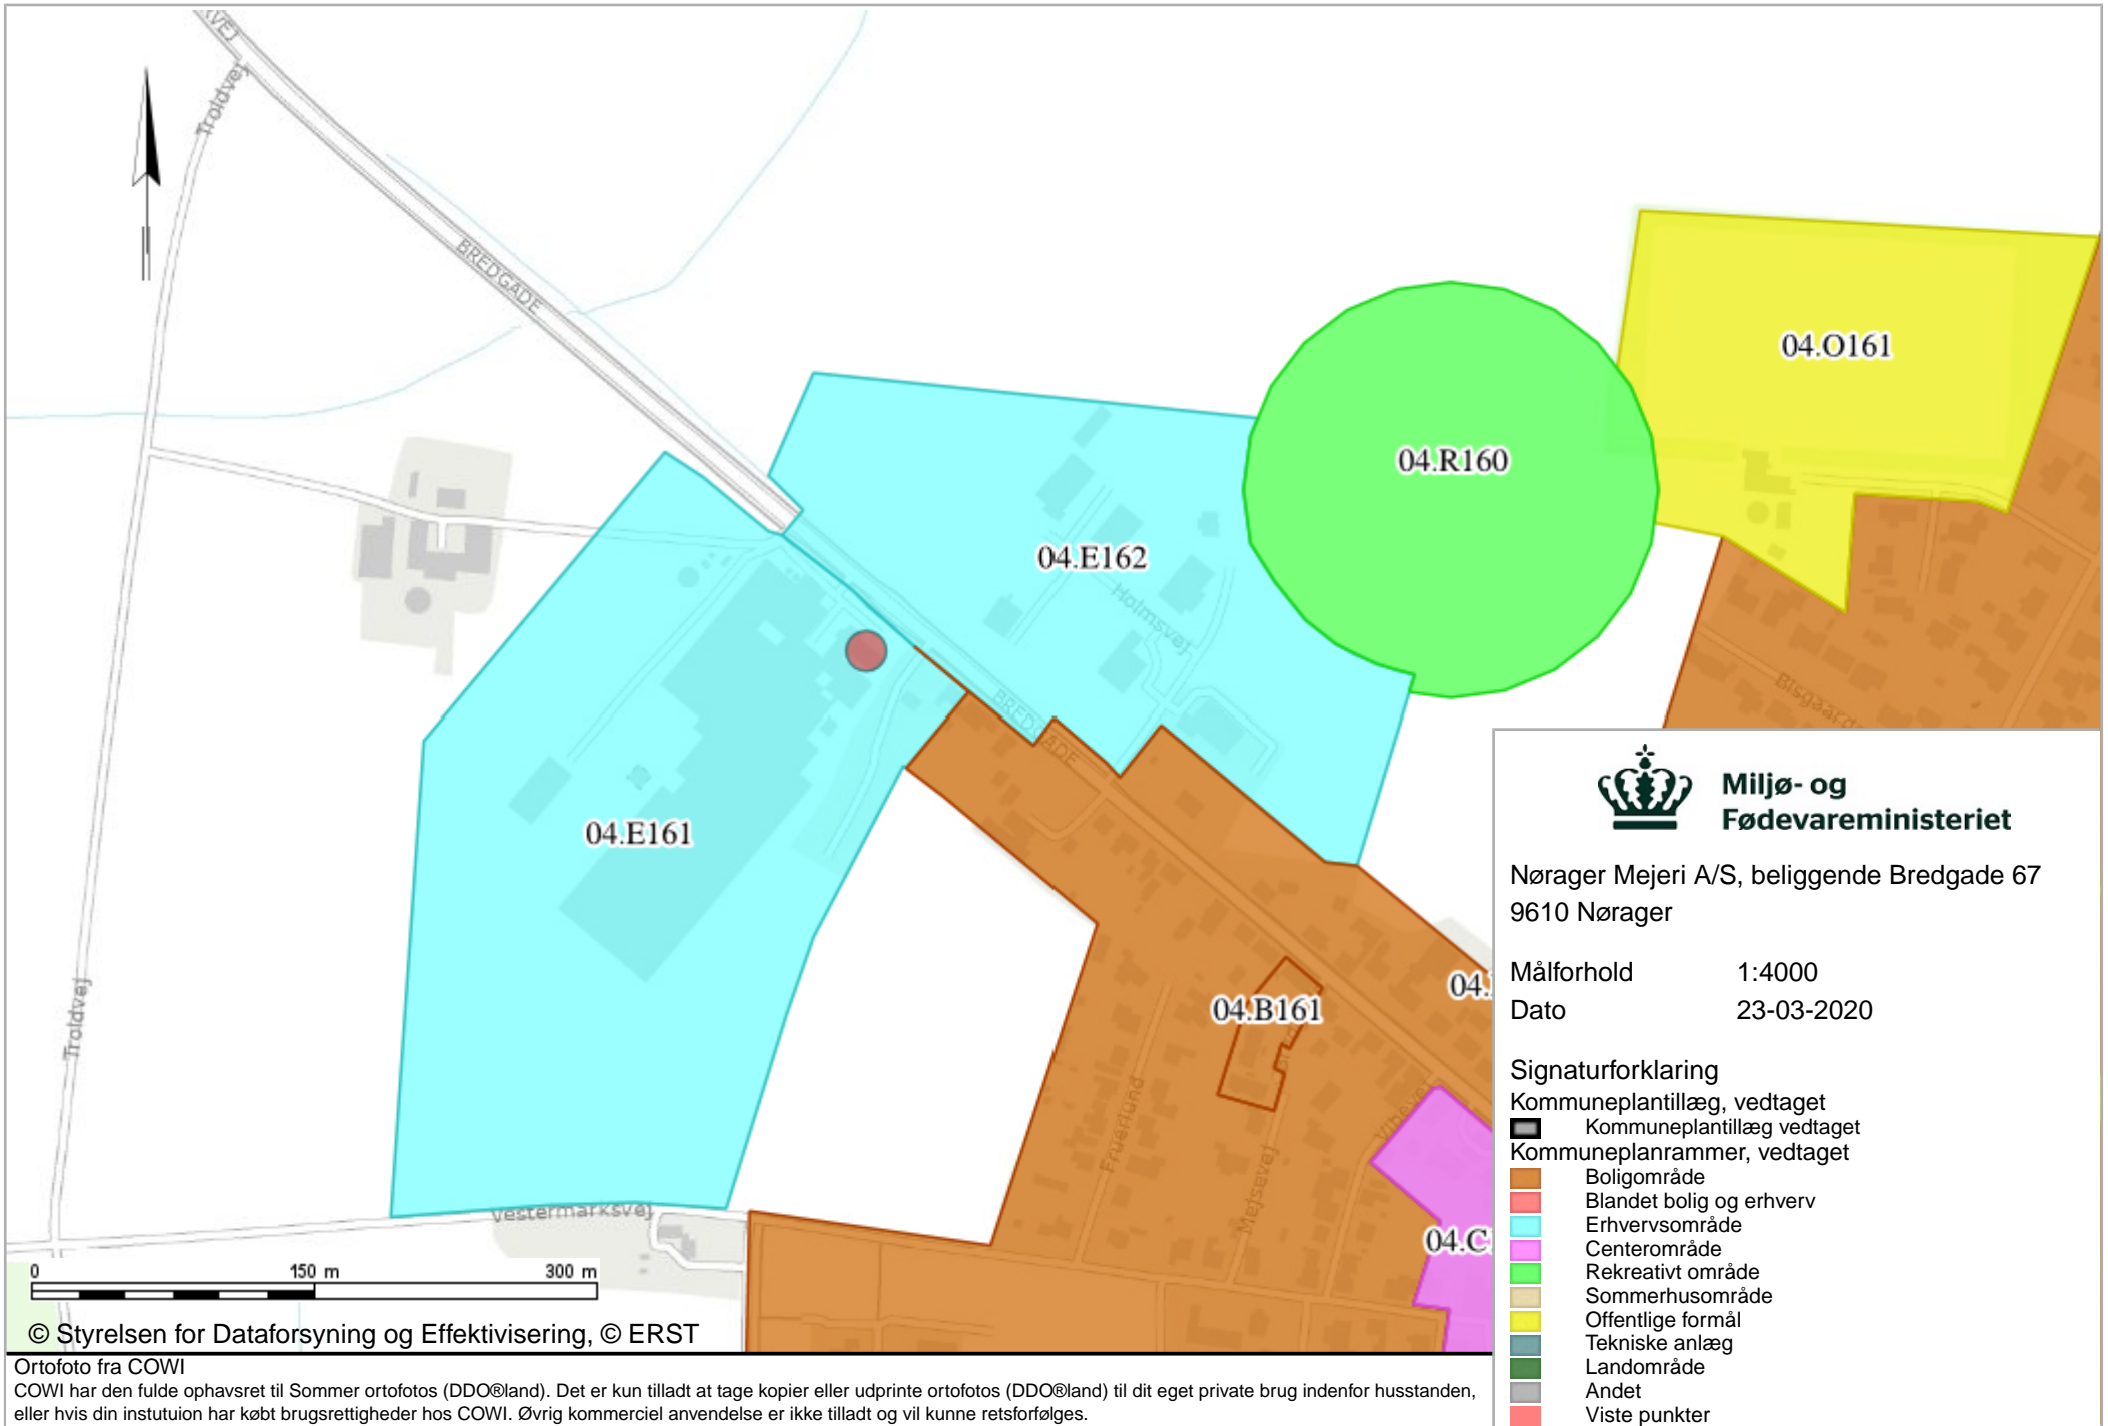 Troldvej
BREDGADE
04.O161
04.R160
04.E162
Holmsvej
BREDGADE
04.E161
04.B161
04.
Fruerlund
Mejsevej
Vibevej
04.C
Troldvej
Vestermarksvej
0 150 m 300 m
© Styrelsen for Dataforsyning og Effektivisering, © ERST
Miljø- og
Fødevareministeriet
Nørager Mejeri A/S, beliggende Bredgade 67
9610 Nørager
Målforhold 1:4000
Dato 23-03-2020
Signaturforklaring
Kommuneplantillæg, vedtaget
Kommuneplantillæg vedtaget
Kommuneplanrammer, vedtaget
Boligområde
Blandet bolig og erhverv
Erhvervsområde
Centerområde
Rekreativt område
Sommerhusområde
Offentlige formål
Tekniske anlæg
Landområde
Andet
Viste punkter
Ortofoto fra COWI
COWI har den fulde ophavsret til Sommer ortofotos (DDO®land). Det er kun tilladt at tage kopier eller udprinte ortofotos (DDO®land) til dit eget private brug indenfor husstanden,
eller hvis din instutuion har købt brugsrettigheder hos COWI. Øvrig kommerciel anvendelse er ikke tilladt og vil kunne retsforfølges.